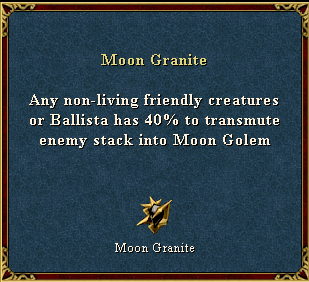 Moon Granite
Any non-living friendly creatures
or Ballista has 40% to transmute
enemy stack into Moon Golem
Moon Granite